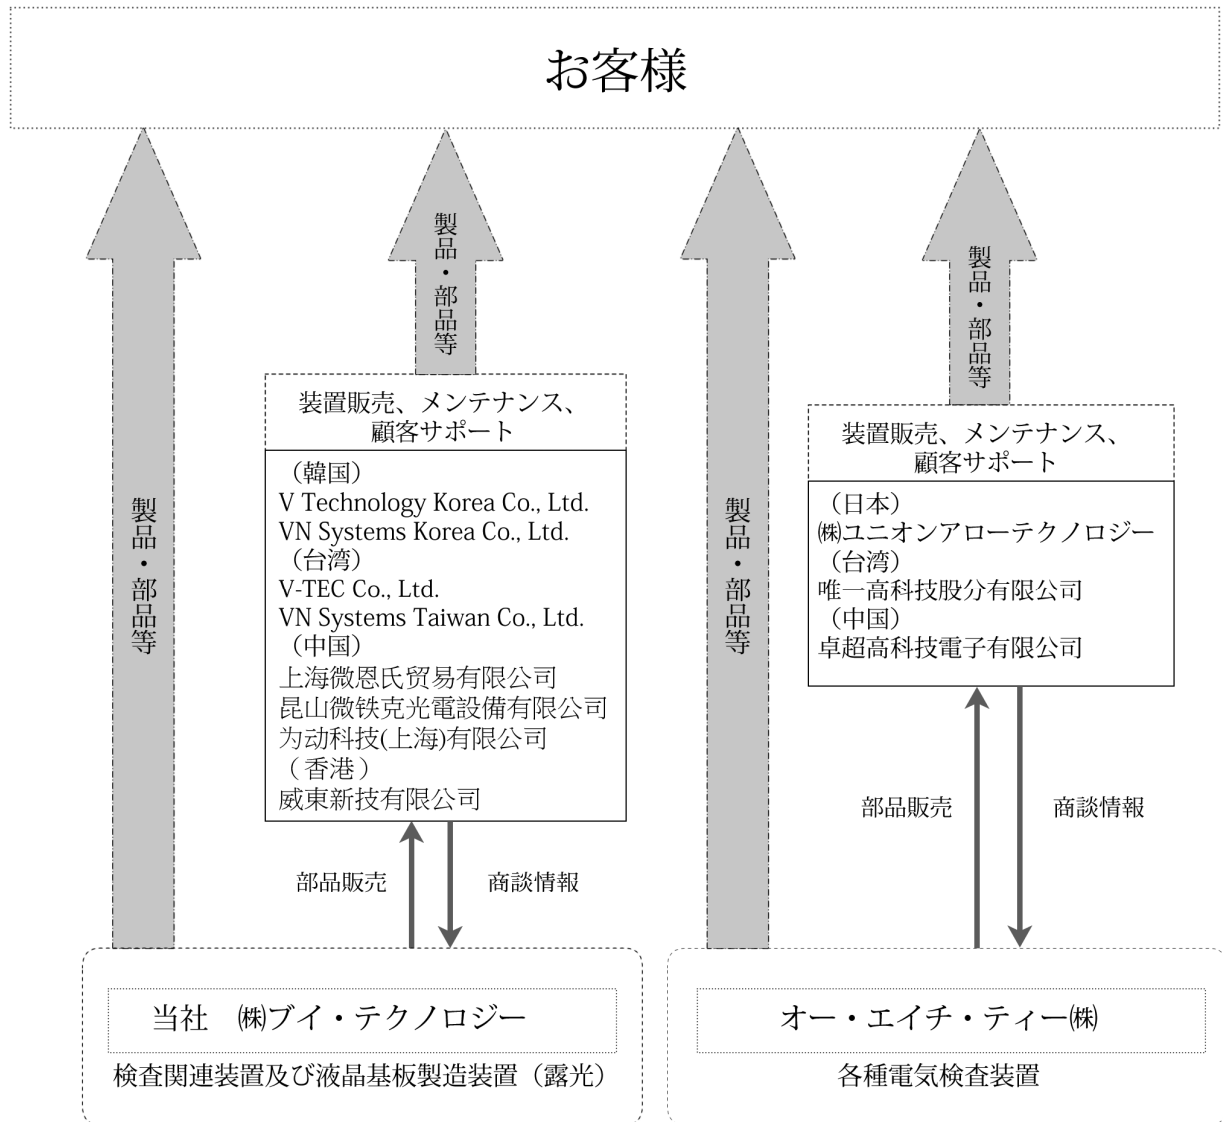 お客様
製品・部品等
製品・部品等
製品・部品等
製品・部品等
装置販売、メンテナンス、
顧客サポート
（韓国）
V Technology Korea Co., Ltd.
VN Systems Korea Co., Ltd.
（台湾）
V-TEC Co., Ltd.
VN Systems Taiwan Co., Ltd.
（中国）
上海微恩氏贸易有限公司
昆山微铁克光電設備有限公司
为动科技(上海)有限公司
（香港）
威東新技有限公司
部品販売
商談情報
装置販売、メンテナンス、
顧客サポート
（日本）
㈱ユニオンアローテクノロジー
（台湾）
唯一高科技股分有限公司
（中国）
卓超高科技電子有限公司
部品販売
商談情報
当社　㈱ブイ・テクノロジー
検査関連装置及び液晶基板製造装置（露光）
オー・エイチ・ティー㈱
各種電気検査装置